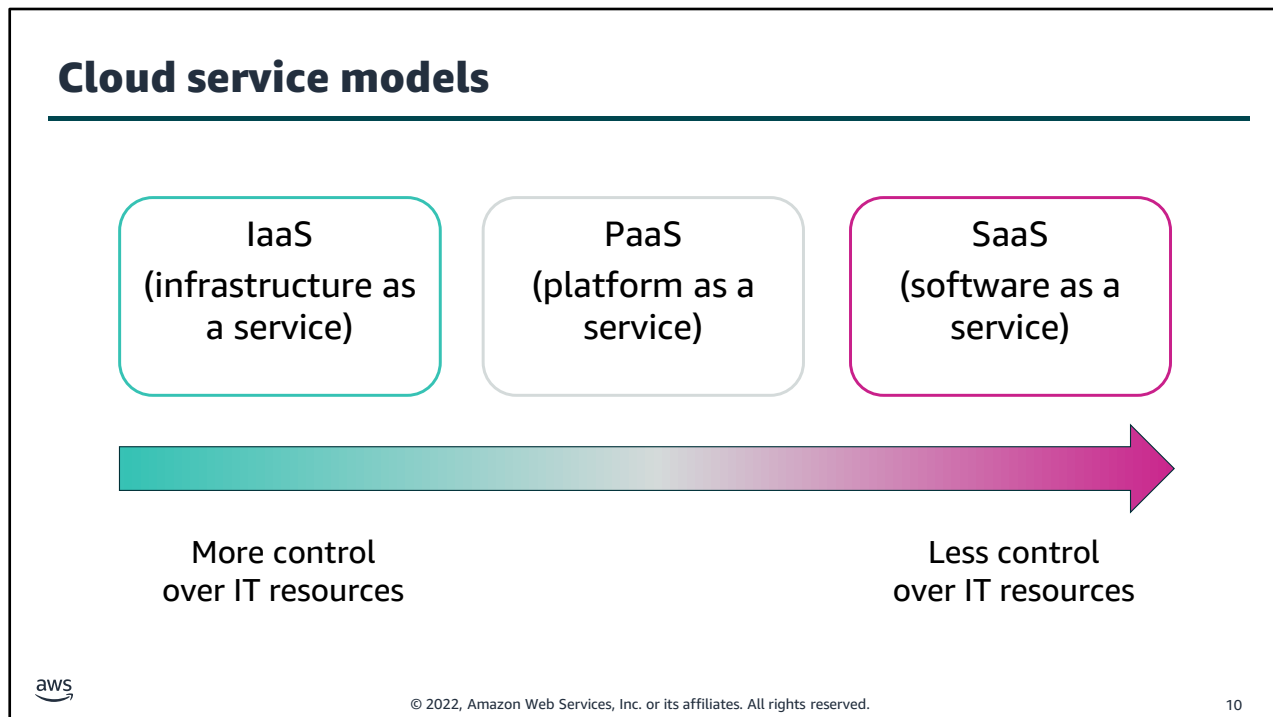 Cloud service models
IaaS
(infrastructure as
a service)
PaaS
(platform as a
service)
SaaS
(software as a
service)
More control
over IT resources
Less control
over IT resources
aws
© 2022, Amazon Web Services, Inc. or its affiliates. All rights reserved.
10